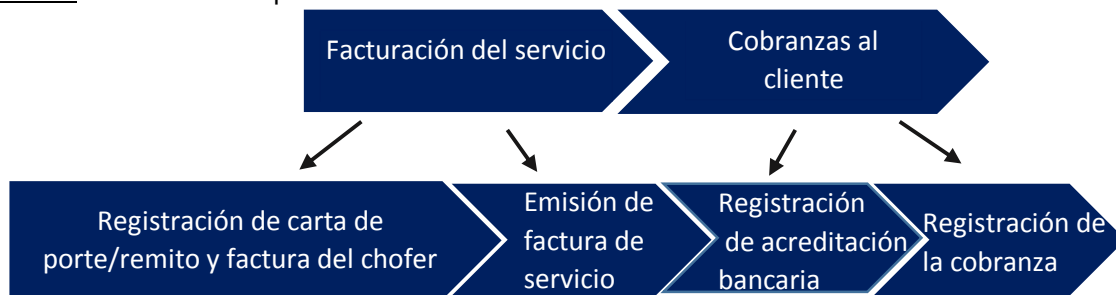 Facturación del servicio
Cobranzas al
cliente
Registración de carta de
porte/remito y factura del chofer
Emisión de
factura de
servicio
Registración
de acreditación
bancaria
Registración de
la cobranza